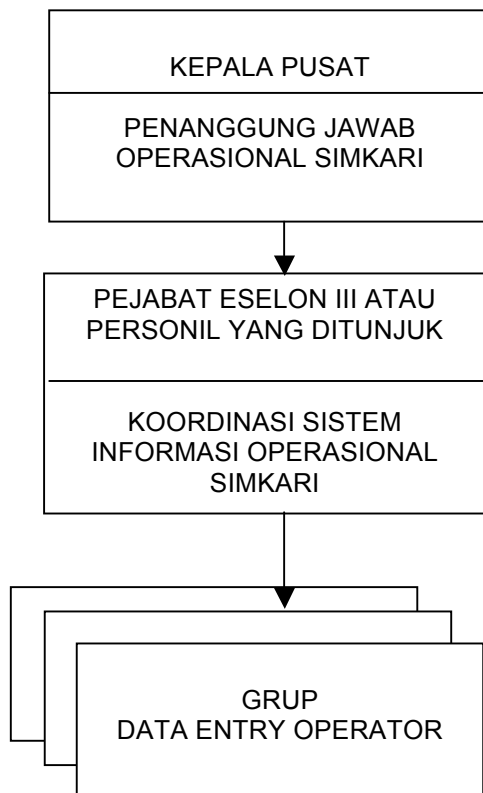 KEPALA PUSAT
PENANGGUNG JAWAB
OPERASIONAL SIMKARI
PEJABAT ESELON III ATAU
PERSONIL YANG DITUNJUK
KOORDINASI SISTEM
INFORMASI OPERASIONAL
SIMKARI
GRUP
DATA ENTRY OPERATOR